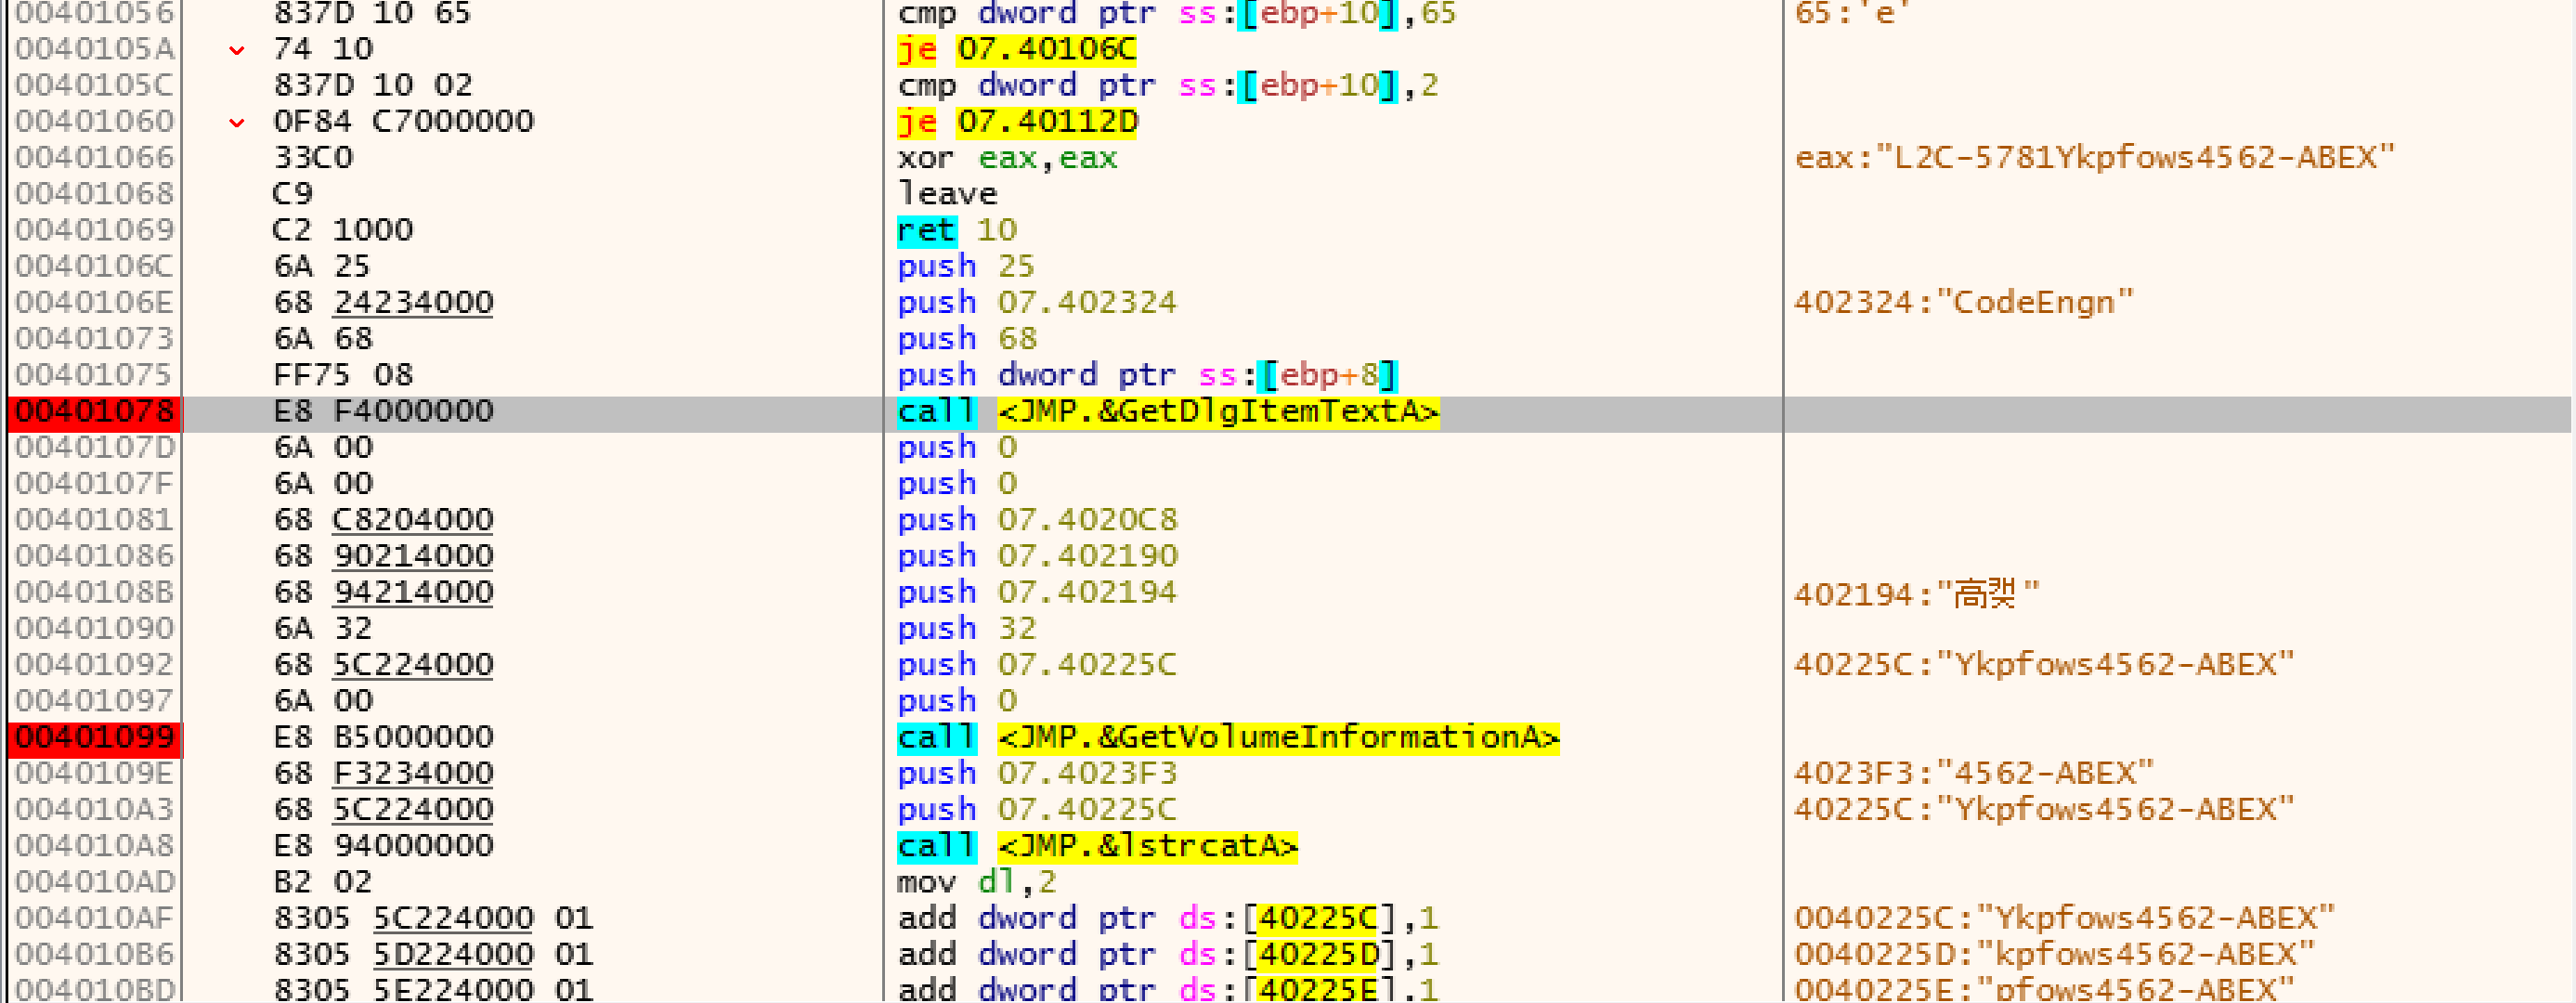 00401056 837D 10 65 cmp dword ptr ss:[ebp+10],65 65:'e'
0040105A 74 10 je 07.40106C
0040105C 837D 10 02 cmp dword ptr ss:[ebp+10],2
00401060 0F84 C7000000 je 07.40112D
00401066 33C0 xor eax,eax eax:"L2C-5781Ykpfows4562-ABEX"
00401068 C9 leave
00401069 C2 1000 ret 10
0040106C 6A 25 push 25
0040106E 68 24234000 push 07.402324 402324:"CodeEngn"
00401073 6A 68 push 68
00401075 FF75 08 push dword ptr ss:[ebp+8]
00401078 E8 F4000000 call <JMP.&GetDlgItemTextA>
0040107D 6A 00 push 0
0040107F 6A 00 push 0
00401081 68 C8204000 push 07.4020C8
00401086 68 90214000 push 07.402190
0040108B 68 94214000 push 07.402194 402194:"高"
00401090 6A 32 push 32
00401092 68 5C224000 push 07.40225C 40225C:"Ykpfows4562-ABEX"
00401097 6A 00 push 0
00401099 E8 B5000000 call <JMP.&GetVolumeInformationA>
0040109E 68 F3234000 push 07.4023F3 4023F3:"4562-ABEX"
004010A3 68 5C224000 push 07.40225C 40225C:"Ykpfows4562-ABEX"
004010A8 E8 94000000 call <JMP.&lstrcatA>
004010AD B2 02 mov dl,2
004010AF 8305 5C224000 01 add dword ptr ds:[40225C],1 0040225C:"Ykpfows4562-ABEX"
004010B6 8305 5D224000 01 add dword ptr ds:[40225D],1 0040225D:"kpfows4562-ABEX"
004010BD 8305 5E224000 01 add dword ptr ds:[40225E],1 0040225E:"pfows4562-ABEX"